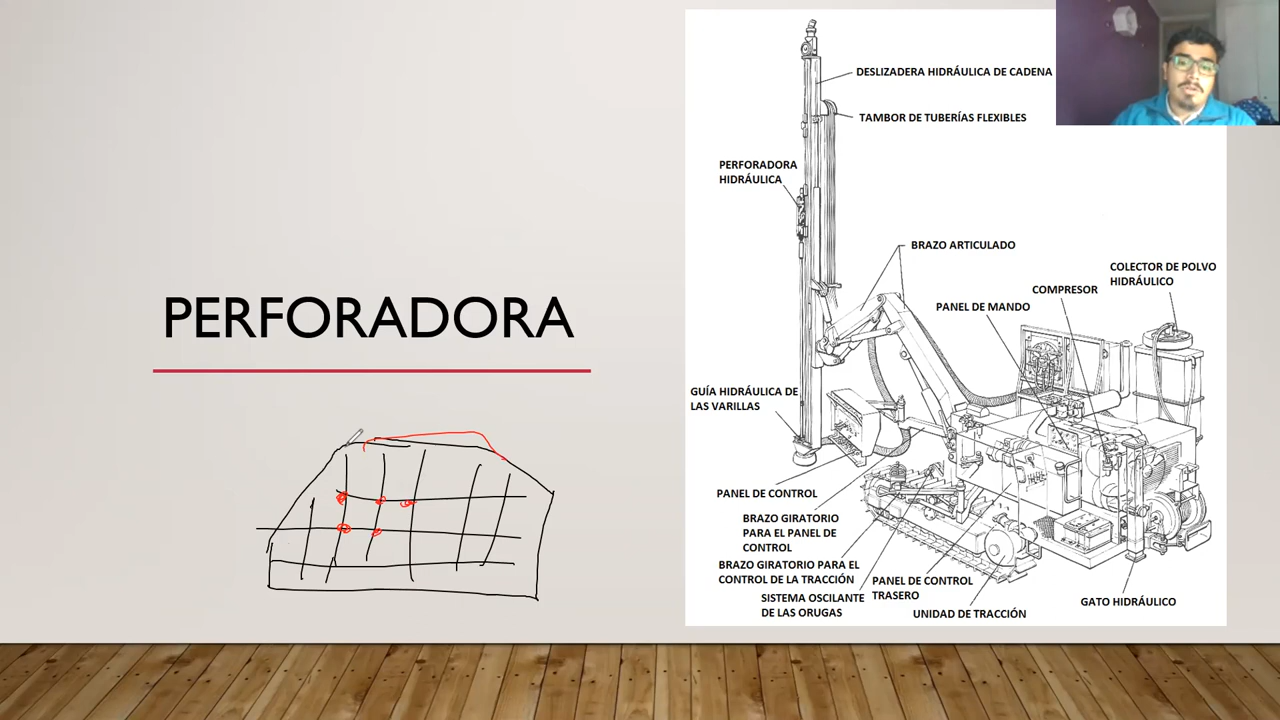 PERFORADORA
DESLIZADERA HIDRÁULICA DE CADENA
TAMBOR DE TUBERÍAS FLEXIBLES
PERFORADORA
HIDRÁULICA
BRAZO ARTICULADO
COLECTOR DE POLVO
HIDRÁULICO
COMPRESOR
PANEL DE MANDO
GUÍA HIDRÁULICA DE
LAS VARILLAS
PANEL DE CONTROL
BRAZO GIRATORIO
PARA EL PANEL DE
CONTROL
BRAZO GIRATORIO PARA EL
CONTROL DE LA TRACCIÓN
SISTEMA OSCILANTE
DE LAS ORUGAS
PANEL DE CONTROL
TRASERO
UNIDAD DE TRACCIÓN
GATO HIDRÁULICO